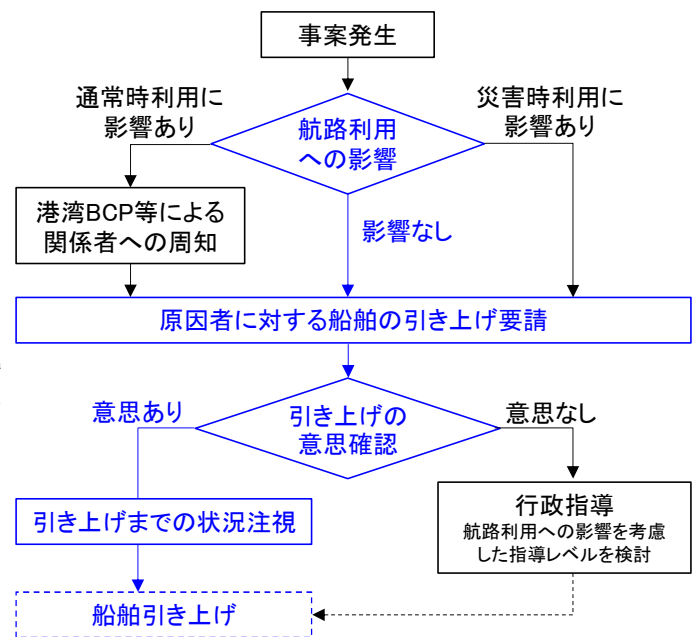 事案発生
通常時利用に
影響あり
災害時利用に
影響あり
航路利用
への影響
港湾BCP等による
関係者への周知
影響なし
原因者に対する船舶の引き上げ要請
意思あり
引き上げの
意思確認
意思なし
引き上げまでの状況注視
行政指導
航路利用への影響を考慮
した指導レベルを検討
船舶引き上げ